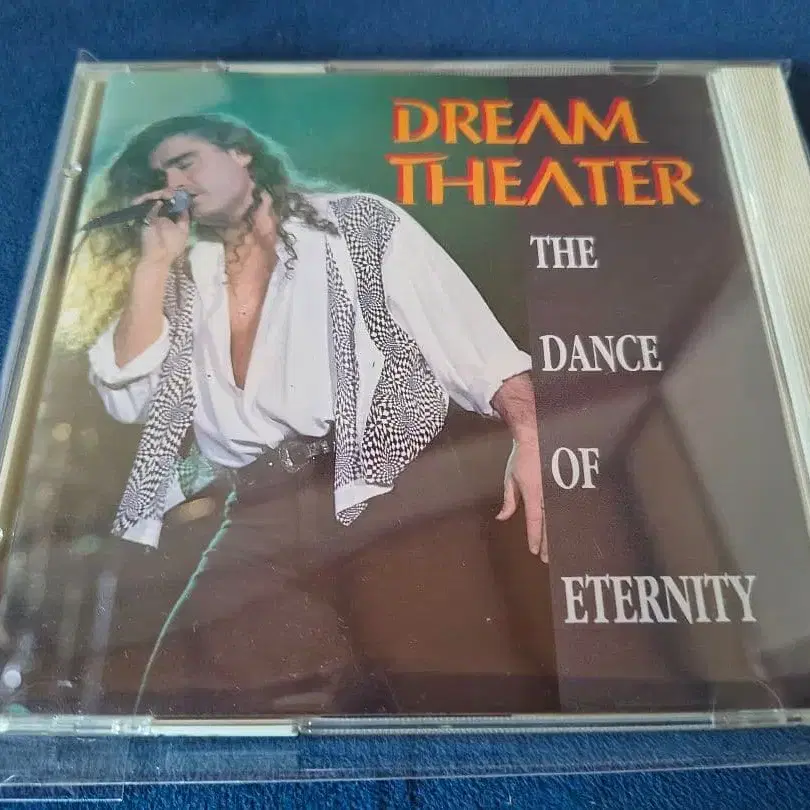 DREAM
THEATER
THE
DANCE
OF
ETERNITY